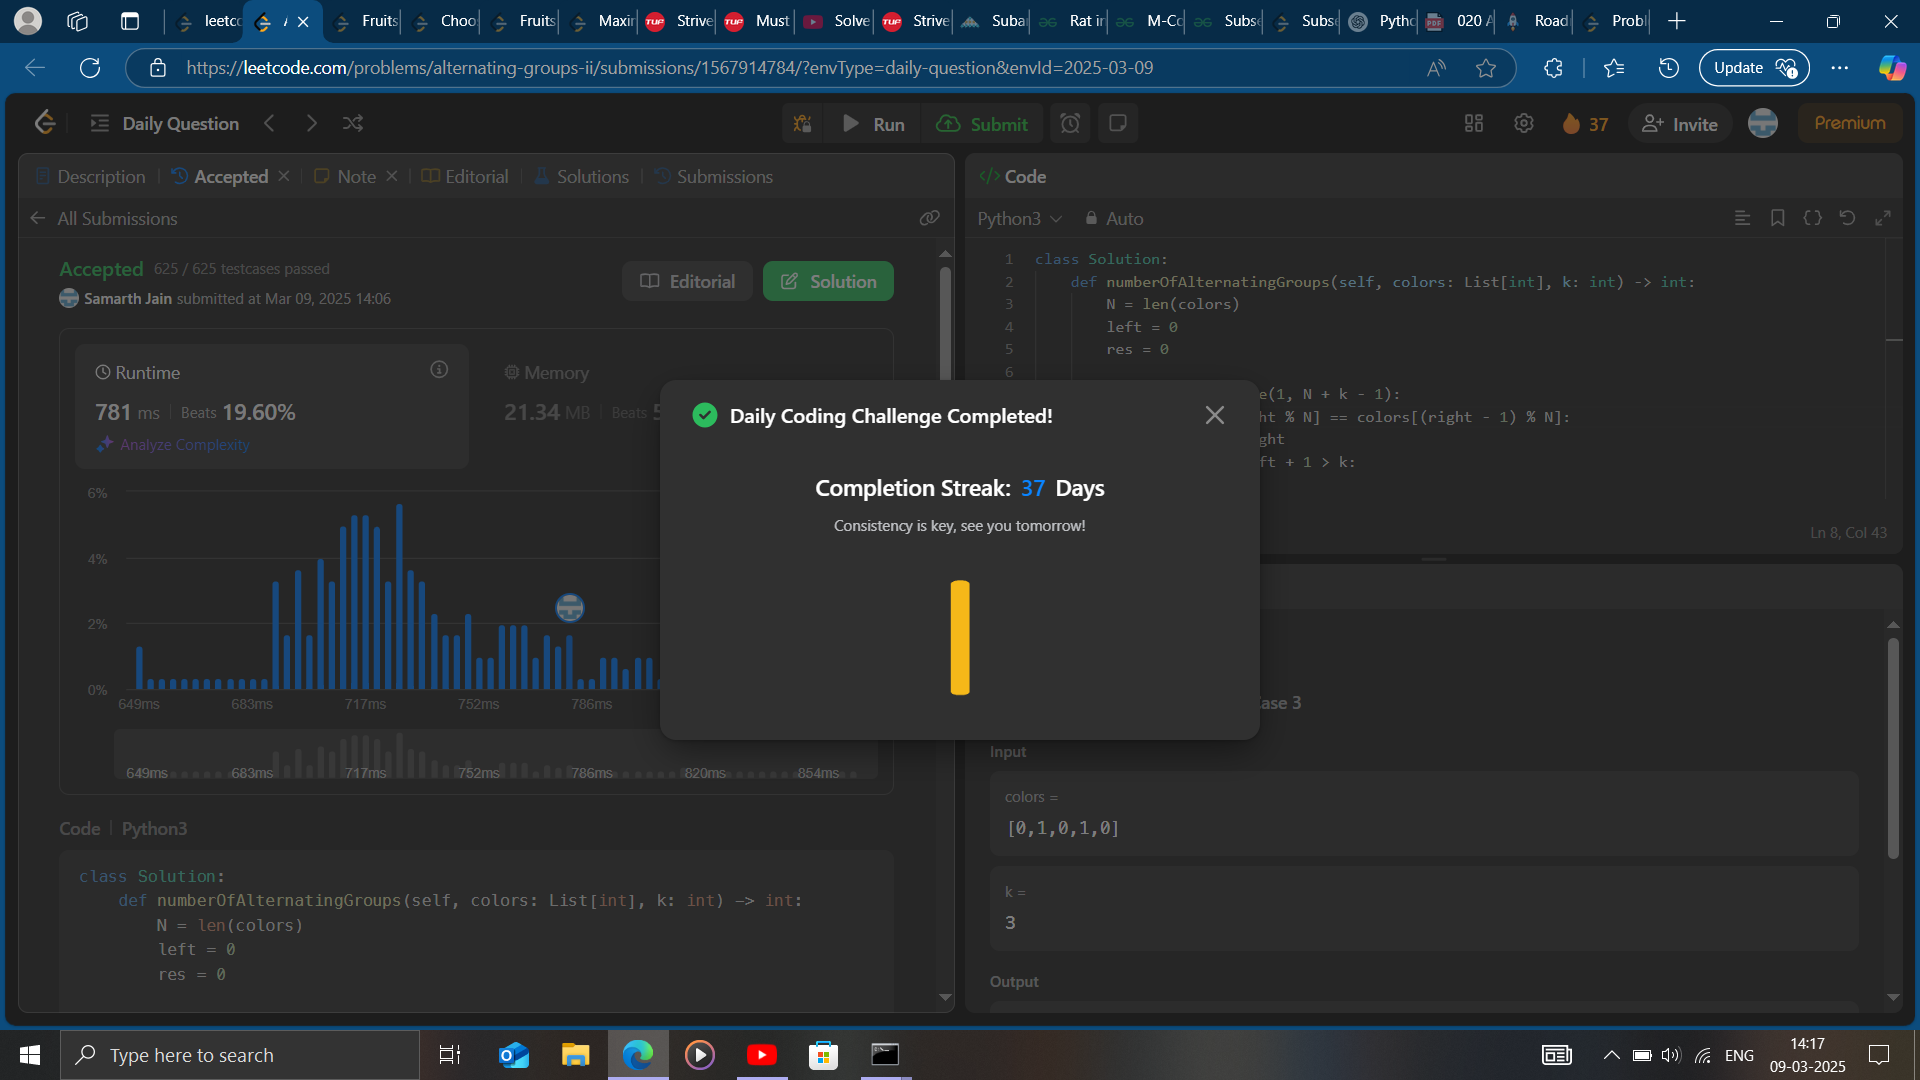 leetc
A
Fruits
Choo
Fruits
Maxin
TUF
Strive
TUF
Must
Solve
TUF
Strive
Suba
Rat in
M-Co
Subse
Subse
Pytho
020 A
Road
Probl
https://leetcode.com/problems/alternating-groups-ii/submissions/1567914784/?envType=daily-question&envId=2025-03-09
Update
Daily Question
Run
Submit
37
Invite
Premium
Description
Accepted
Note
Editorial
Solutions
Submissions
All Submissions
Accepted 625 / 625 testcases passed
Samarth Jain submitted at Mar 09, 2025 14:06
Editorial
Solution
Runtime
781 ms | Beats 19.60%
Analyze Complexity
Memory
21.34 MB | Beats 5
6%
4%
2%
0%
649ms 683ms 717ms 752ms 786ms
649ms 683ms 717ms 752ms 786ms 820ms 854ms
Code | Python3
class Solution:
def numberOfAlternatingGroups(self, colors: List[int], k: int) -> int:
N = len(colors)
left = 0
res = 0
</> Code
Python3
Auto
1 class Solution:
2 def numberOfAlternatingGroups(self, colors: List[int], k: int) -> int:
3 N = len(colors)
4 left = 0
5 res = 0
6
e(1, N + k - 1):
ht % N] == colors[(right - 1) % N]:
ght
ft + 1 > k:
Ln 8, Col 43
Daily Coding Challenge Completed!
Completion Streak: 37 Days
Consistency is key, see you tomorrow!
ase 3
Input
colors =
[0,1,0,1,0]
k =
3
Output
Type here to search
ENG
14:17
09-03-2025